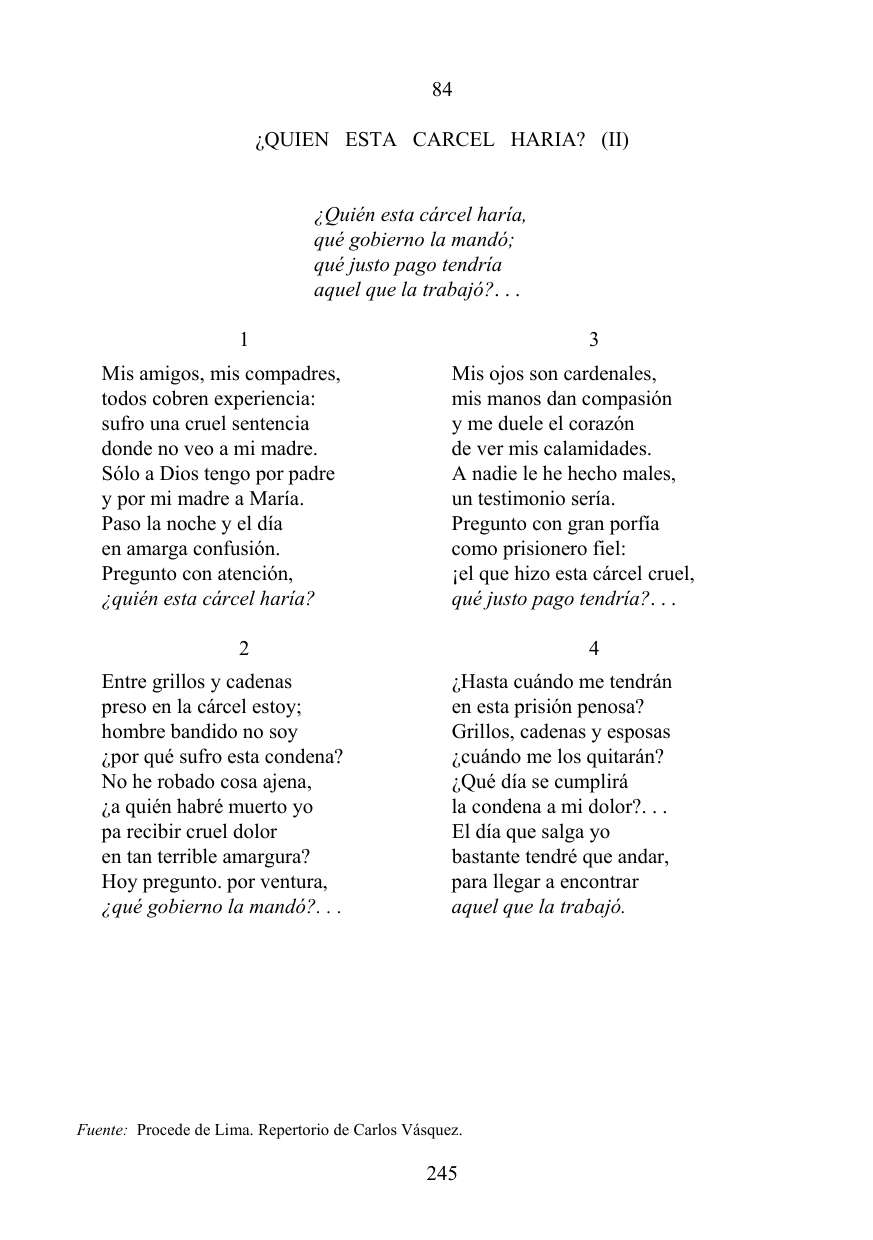 84
¿QUIEN ESTA CARCEL HARIA? (II)
¿Quién esta cárcel haría,
qué gobierno la mandó;
qué justo pago tendría
aquel que la trabajó?. . .
1
Mis amigos, mis compadres,
todos cobren experiencia:
sufro una cruel sentencia
donde no veo a mi madre.
Sólo a Dios tengo por padre
y por mi madre a María.
Paso la noche y el día
en amarga confusión.
Pregunto con atención,
¿quién esta cárcel haría?
2
Entre grillos y cadenas
preso en la cárcel estoy;
hombre bandido no soy
¿por qué sufro esta condena?
No he robado cosa ajena,
¿a quién habré muerto yo
pa recibir cruel dolor
en tan terrible amargura?
Hoy pregunto. por ventura,
¿qué gobierno la mandó?. . .
3
Mis ojos son cardenales,
mis manos dan compasión
y me duele el corazón
de ver mis calamidades.
A nadie le he hecho males,
un testimonio sería.
Pregunto con gran porfía
como prisionero fiel:
¡el que hizo esta cárcel cruel,
qué justo pago tendría?. . .
4
¿Hasta cuándo me tendrán
en esta prisión penosa?
Grillos, cadenas y esposas
¿cuándo me los quitarán?
¿Qué día se cumplirá
la condena a mi dolor?. . .
El día que salga yo
bastante tendré que andar,
para llegar a encontrar
aquel que la trabajó.
Fuente: Procede de Lima. Repertorio de Carlos Vásquez.
245